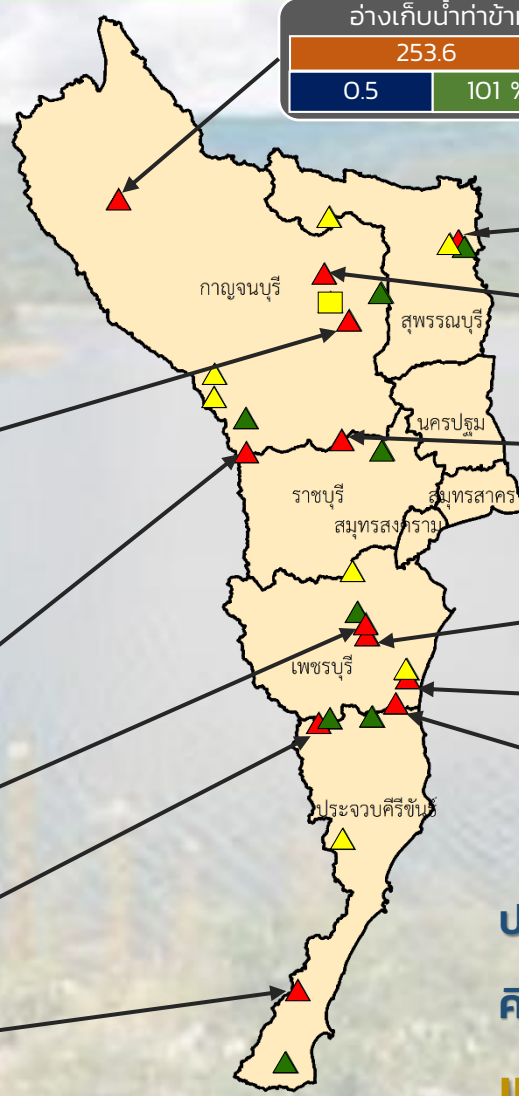 อ่างเก็บน้ำท่าข้าม
253.6
0.5 101 %
กาญจนบุรี
สุพรรณบุรี
นครปฐม
ราชบุรี
สมุทรสาคร
สมุทรสงคราม
เพชรบุรี
ประจวบคีรีขันธ์